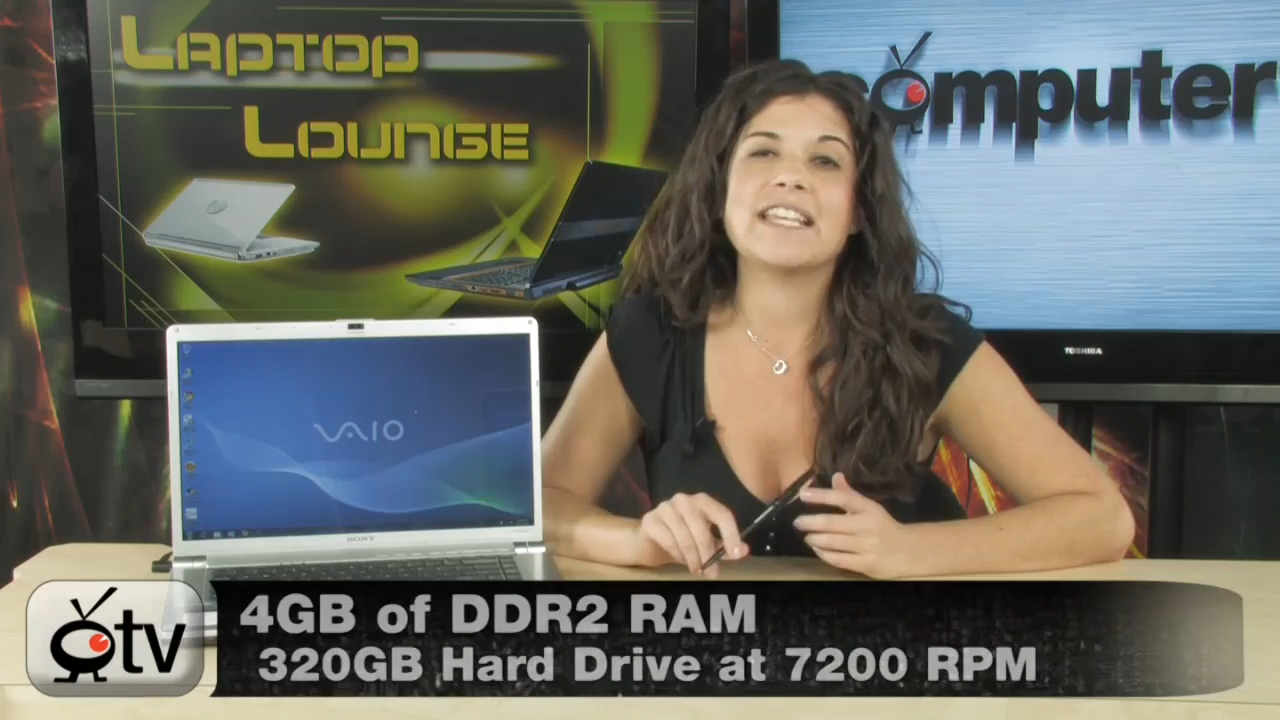 LAPTOP
LOUNGE
computer
TOSHIBA
VAIO
SONY
tv
4GB of DDR2 RAM
320GB Hard Drive at 7200 RPM